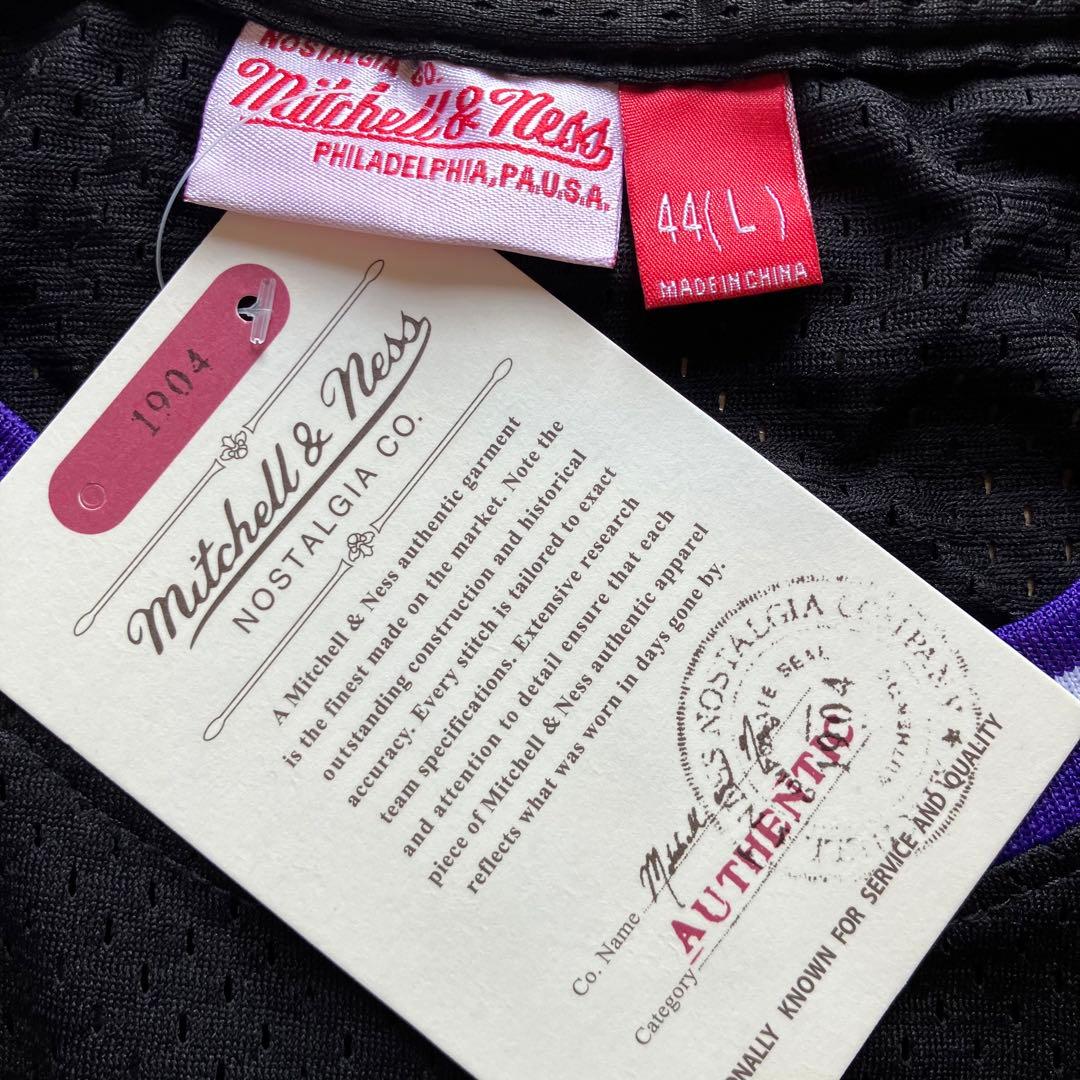 NOSTALGIA CO.
Mitchell & Ness
PHILADELPHIA, PA.U.S.A.
44(L)
MADE IN CHINA
1904
Mitchell & Ness
NOSTALGIA CO.
A Mitchell & Ness authentic garment
is the finest made on the market. Note the
outstanding construction and historical
accuracy. Every stitch is tailored to exact
team specifications. Extensive research
and attention to detail ensure that each
piece of Mitchell & Ness authentic apparel
reflects what was worn in days gone by.
NOSTALGIA COMPANY
SEAL
1904
Co. Name
Category AUTHENTIC
KNOWN FOR SERVICE AND QUALITY